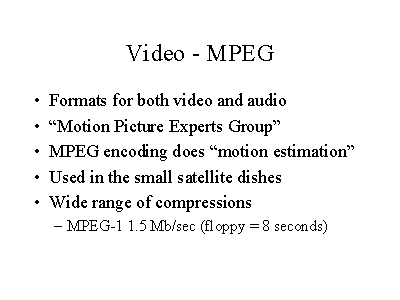 Video - MPEG
• Formats for both video and audio
• “Motion Picture Experts Group”
• MPEG encoding does “motion estimation”
• Used in the small satellite dishes
• Wide range of compressions
– MPEG-1 1.5 Mb/sec (floppy = 8 seconds)